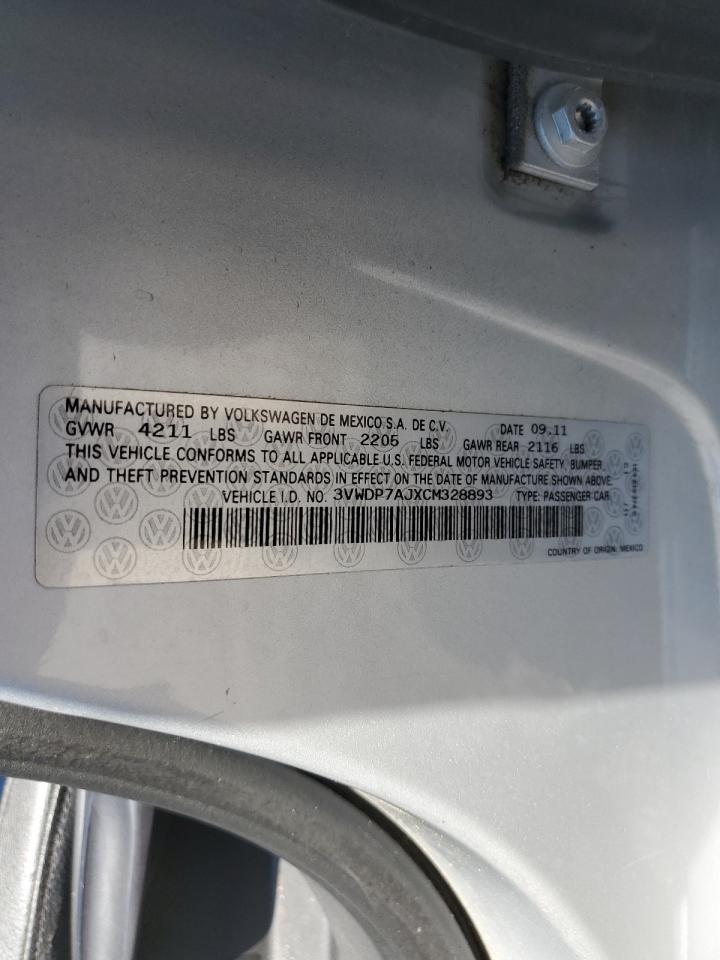 MANUFACTURED BY VOLKSWAGEN DE MEXICO S.A. DE C.V. DATE 09.11
GVWR 4211 LBS GAWR FRONT 2205 LBS GAWR REAR 2116 LBS
THIS VEHICLE CONFORMS TO ALL APPLICABLE U.S. FEDERAL MOTOR VEHICLE SAFETY, BUMPER
AND THEFT PREVENTION STANDARDS IN EFFECT ON THE DATE OF MANUFACTURE SHOWN ABOVE.
VEHICLE I.D. NO. 3VWDP7AJXCM328893 TYPE: PASSENGER CAR
COUNTRY OF ORIGIN: MEXICO